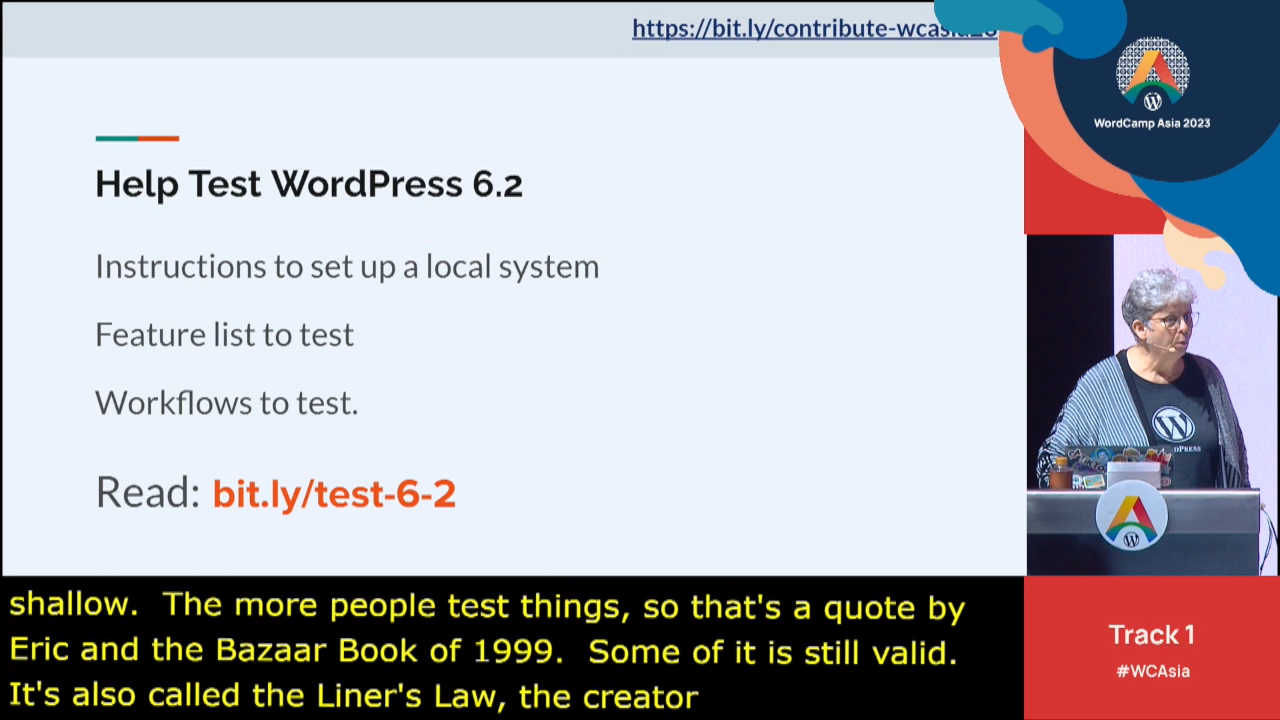 https://bit.ly/contribute-wcasia23
WordCamp Asia 2023
Help Test WordPress 6.2
Instructions to set up a local system
Feature list to test
Workflows to test.
Read: bit.ly/test-6-2
DPRESS
shallow.  The more people test things, so that's a quote by
Eric and the Bazaar Book of 1999.  Some of it is still valid.
It's also called the Liner's Law, the creator
Track 1
#WCAsia